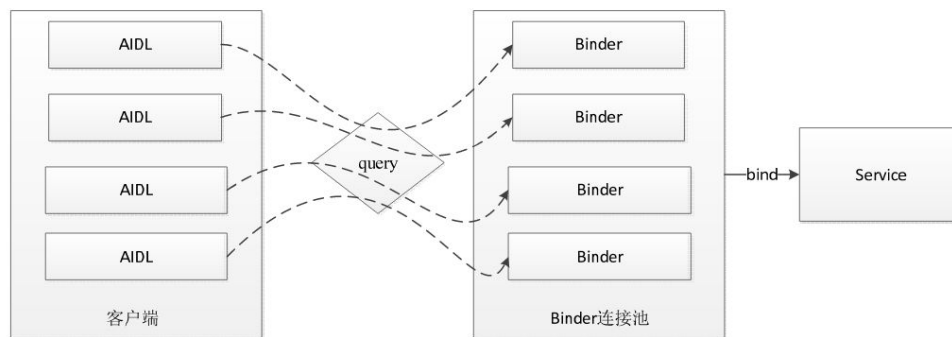 AIDL
AIDL
AIDL
AIDL
客户端
query
Binder
Binder
Binder
Binder
Binder连接池
bind
Service